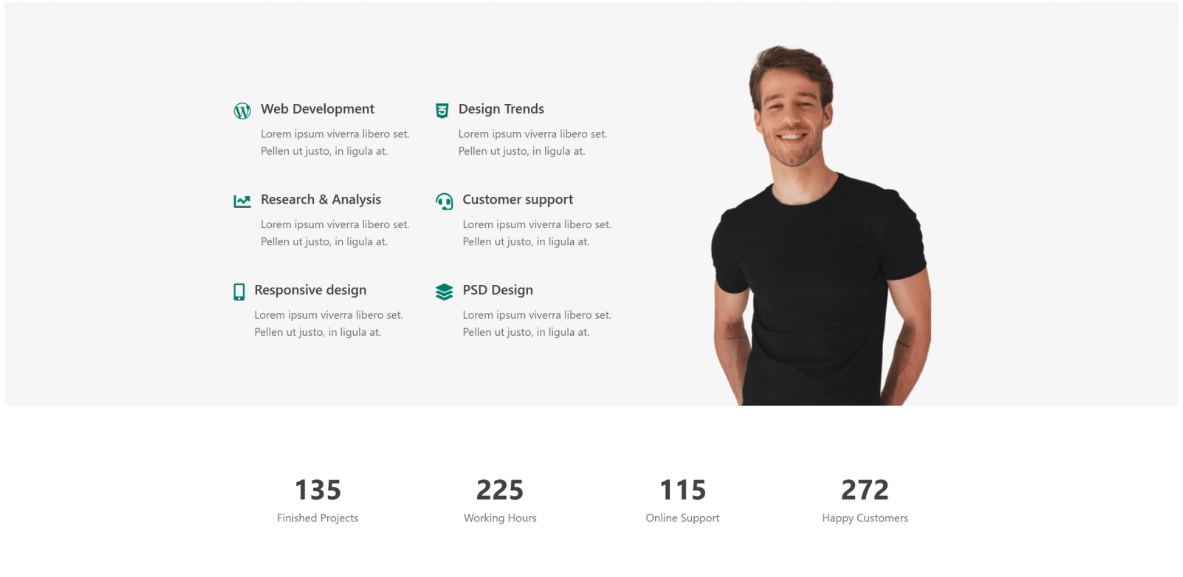 Web Development
Lorem ipsum viverra libero set.
Pellen ut justo, in ligula at.
Design Trends
Lorem ipsum viverra libero set.
Pellen ut justo, in ligula at.
Research & Analysis
Lorem ipsum viverra libero set.
Pellen ut justo, in ligula at.
Customer support
Lorem ipsum viverra libero set.
Pellen ut justo, in ligula at.
Responsive design
Lorem ipsum viverra libero set.
Pellen ut justo, in ligula at.
PSD Design
Lorem ipsum viverra libero set.
Pellen ut justo, in ligula at.
135
Finished Projects
225
Working Hours
115
Online Support
272
Happy Customers